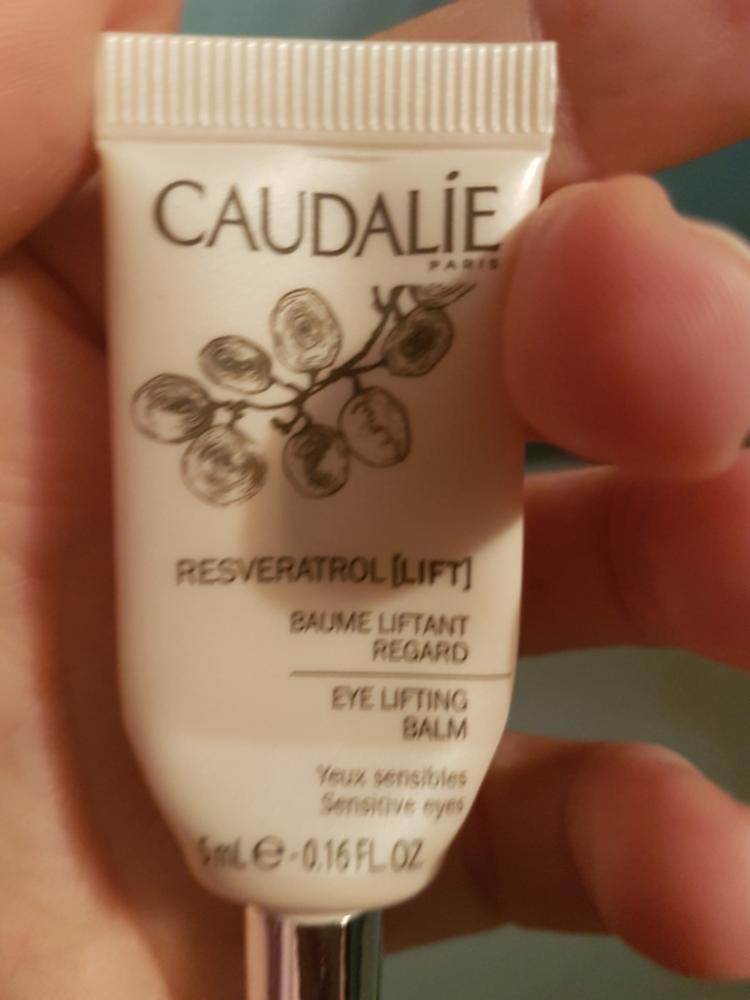 CAUDALÍE
PARIS
RESVERATROL [LIFT]
BAUME LIFTANT
REGARD
EYE LIFTING
BALM
Yeux sensibles
Sensitive eyes
5 mL ℮ - 0.16 FL. OZ